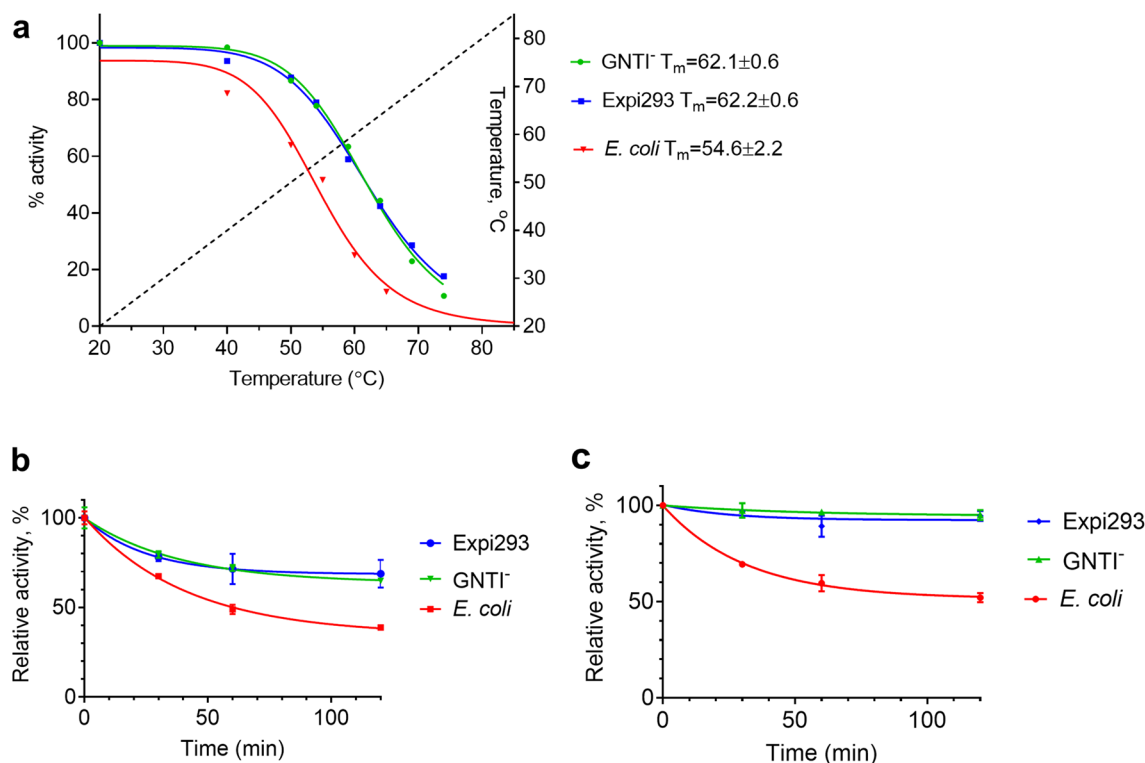 a
100
80
60
40
20
0
% activity
20 30 40 50 60 70 80
Temperature (°C)
80
70
60
50
40
30
20
Temperature, °C
GNTI⁻ Tₘ=62.1±0.6
Expi293 Tₘ=62.2±0.6
E. coli Tₘ=54.6±2.2
b
100
50
0
Relative activity, %
0 50 100
Time (min)
Expi293
GNTI⁻
E. coli
c
100
50
0
Relative activity, %
0 50 100
Time (min)
Expi293
GNTI⁻
E. coli